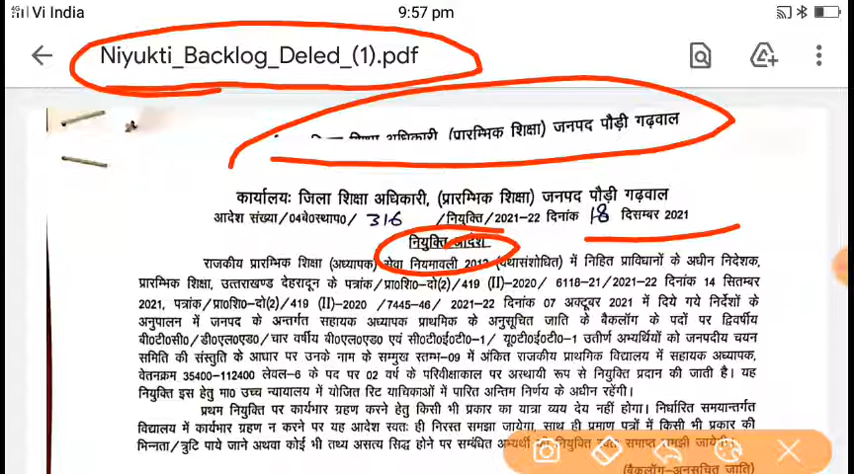 Vi India 9:57 pm
Niyukti_Backlog_Deled_(1).pdf
शिक्षा अधिकारी (प्रारम्भिक शिक्षा) जनपद पौड़ी गढ़वाल
कार्यालयः जिला शिक्षा अधिकारी, (प्रारम्भिक शिक्षा) जनपद पौड़ी गढ़वाल
आदेश संख्या/04बे0स्थाप0/ 316 /नियुक्ति/2021-22 दिनांक 18 दिसम्बर 2021
नियुक्ति आदेश
राजकीय प्रारम्भिक शिक्षा (अध्यापक) सेवा नियमावली 2012 (यथासंशोधित) में निहित प्राविधानों के अधीन निदेशक,
प्रारम्भिक शिक्षा, उत्तराखण्ड देहरादून के पत्रांक/प्रा0शि0-दो(2)/419 (II)-2020/ 6118-21/2021-22 दिनांक 14 सितम्बर
2021, पत्रांक/प्रा0शि0-दो(2)/419 (II)-2020 /7445-46/ 2021-22 दिनांक 07 अक्टूबर 2021 में दिये गये निर्देशों के
अनुपालन में जनपद के अन्तर्गत सहायक अध्यापक प्राथमिक के अनुसूचित जाति के बैकलॉग के पदों पर द्विवर्षीय
बी0टी0सी0/डी0एल0एड0/चार वर्षीय बी0एल0एड0 एवं सी0टी0ई0टी0-1/ यू0टी0ई0टी0-1 उतीर्ण अभ्यर्थियों को जनपदीय चयन
समिति की संस्तुति के आधार पर उनके नाम के सम्मुख स्तम्भ-09 में अंकित राजकीय प्राथमिक विद्यालय में सहायक अध्यापक,
वेतनक्रम 35400-112400 लेवल-6 के पद पर 02 वर्ष के परिवीक्षाकाल पर अस्थायी रूप से नियुक्ति प्रदान की जाती है। यह
नियुक्ति इस हेतु मा0 उच्च न्यायालय में योजित रिट याचिकाओं में पारित अन्तिम निर्णय के अधीन रहेंगी।
प्रथम नियुक्ति पर कार्यभार ग्रहण करने हेतु किसी भी प्रकार का यात्रा व्यय देय नहीं होगा। निर्धारित समयान्तर्गत
विद्यालय में कार्यभार ग्रहण न करने पर यह आदेश स्वतः ही निरस्त समझा जायेगा, साथ ही प्रमाण पत्रों में किसी भी प्रकार की
भिन्नता/त्रुटि पाये जाने अथवा कोई भी तथ्य असत्य सिद्ध होने पर सम्बंधित अभ्यर्थी की नियुक्ति स्वतः समाप्त समझी जायेगी।
(बैकलॉग-अनुसूचित जाति)